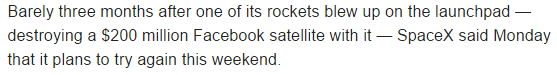 Barely three months after one of its rockets blew up on the launchpad —
destroying a $200 million Facebook satellite with it — SpaceX said Monday
that it plans to try again this weekend.